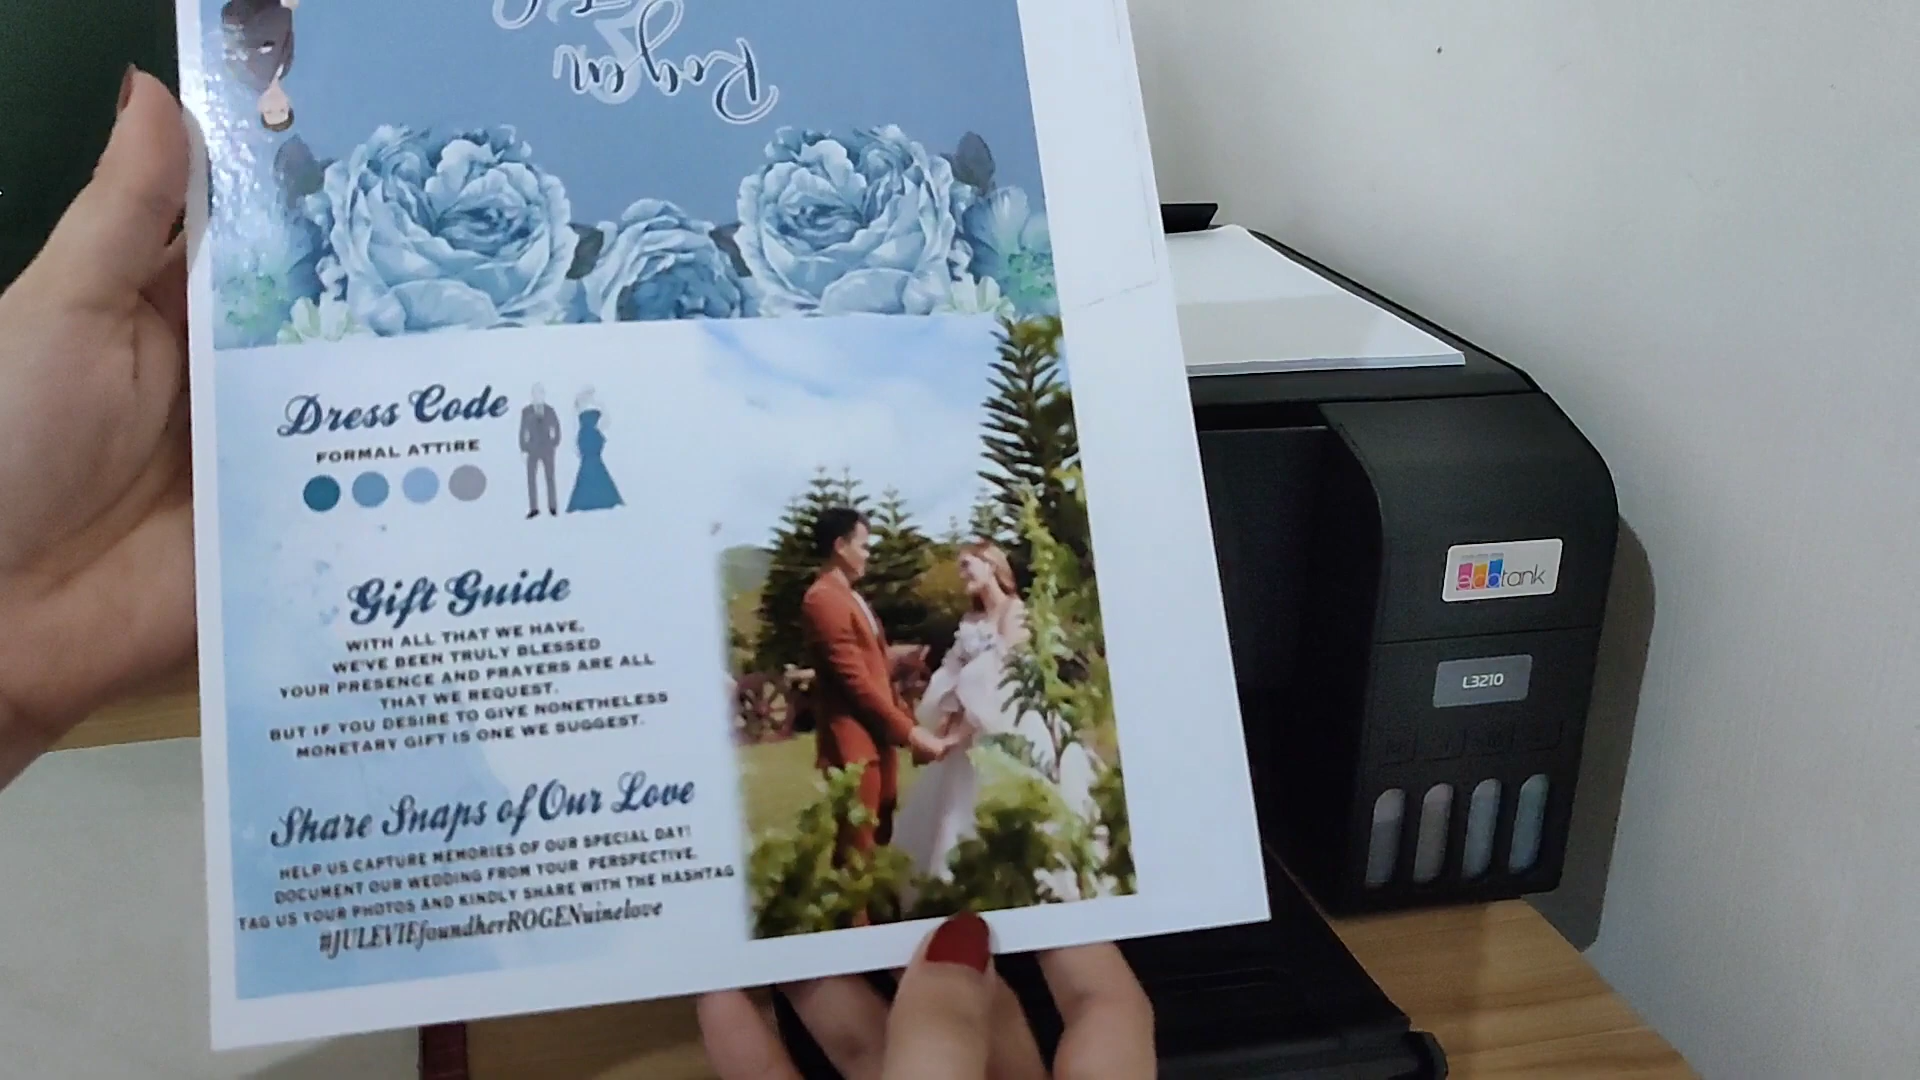 Rogen
&
Dress Code
FORMAL ATTIRE
Gift Guide
WITH ALL THAT WE HAVE,
WE'VE BEEN TRULY BLESSED
YOUR PRESENCE AND PRAYERS ARE ALL
THAT WE REQUEST.
BUT IF YOU DESIRE TO GIVE NONETHELESS
MONETARY GIFT IS ONE WE SUGGEST.
Share Snaps of Our Love
HELP US CAPTURE MEMORIES OF OUR SPECIAL DAY!
DOCUMENT OUR WEDDING FROM YOUR PERSPECTIVE.
TAG US YOUR PHOTOS AND KINDLY SHARE WITH THE HASHTAG
#JULEVIEfoundherROGENuinelove
ecotank
L3210